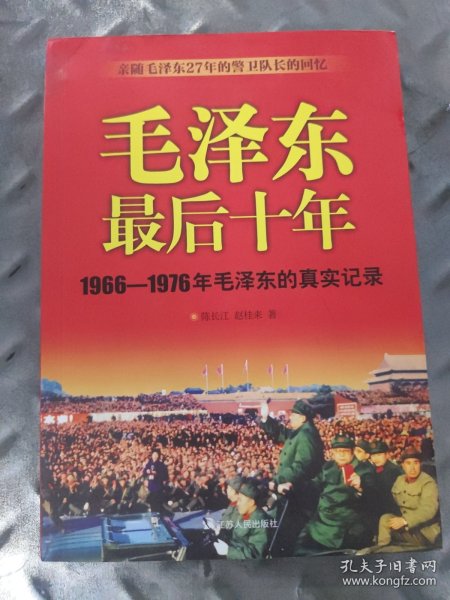 亲随毛泽东27年的警卫队长的回忆
毛泽东
最后十年
1966—1976年毛泽东的真实记录
陈长江 赵桂来 著
江苏人民出版社
孔夫子旧书网
www.kongfz.com